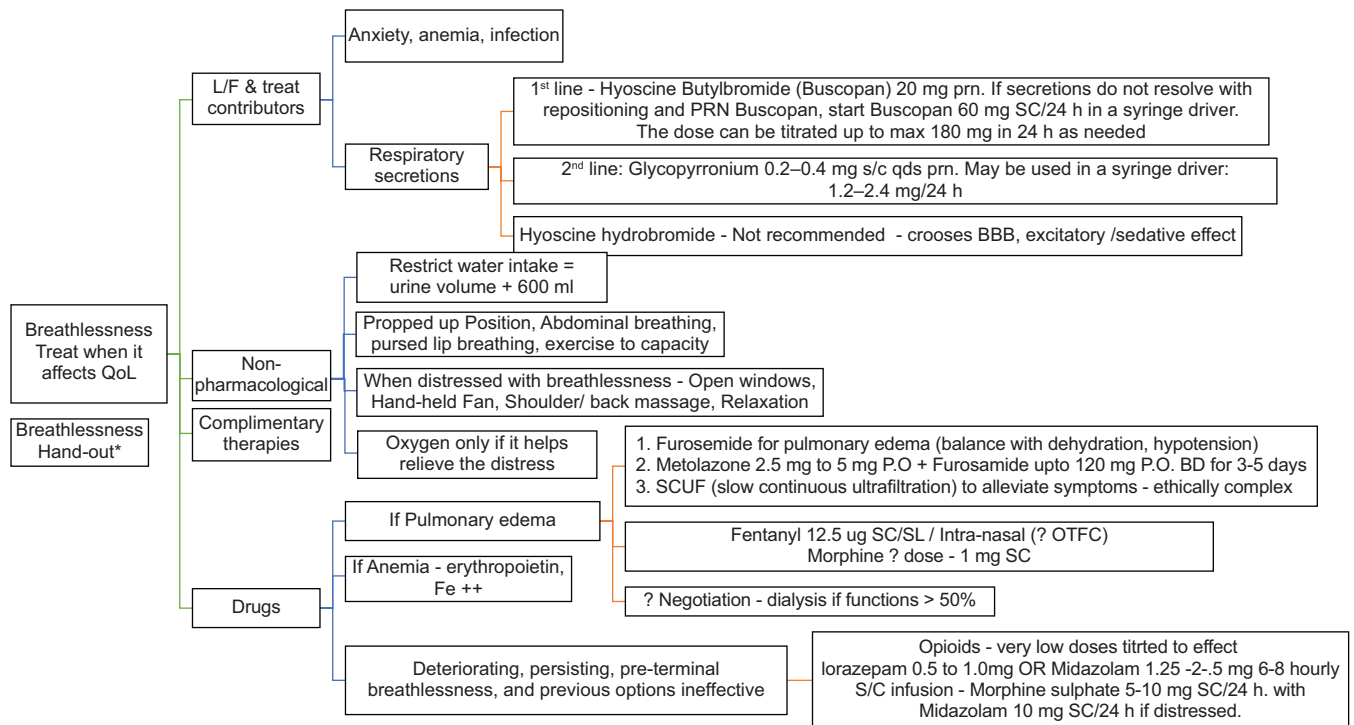 Breathlessness
Treat when it
affects QoL
Breathlessness
Hand-out*
L/F & treat
contributors
Anxiety, anemia, infection
Respiratory
secretions
1st line - Hyoscine Butylbromide (Buscopan) 20 mg prn. If secretions do not resolve with
repositioning and PRN Buscopan, start Buscopan 60 mg SC/24 h in a syringe driver.
The dose can be titrated up to max 180 mg in 24 h as needed
2nd line: Glycopyrronium 0.2–0.4 mg s/c qds prn. May be used in a syringe driver:
1.2–2.4 mg/24 h
Hyoscine hydrobromide - Not recommended - crooses BBB, excitatory /sedative effect
Non-
pharmacological
Restrict water intake =
urine volume + 600 ml
Propped up Position, Abdominal breathing,
pursed lip breathing, exercise to capacity
When distressed with breathlessness - Open windows,
Hand-held Fan, Shoulder/ back massage, Relaxation
Oxygen only if it helps
relieve the distress
Complimentary
therapies
Drugs
If Pulmonary edema
1. Furosemide for pulmonary edema (balance with dehydration, hypotension)
2. Metolazone 2.5 mg to 5 mg P.O + Furosamide upto 120 mg P.O. BD for 3-5 days
3. SCUF (slow continuous ultrafiltration) to alleviate symptoms - ethically complex
Fentanyl 12.5 ug SC/SL / Intra-nasal (? OTFC)
Morphine ? dose - 1 mg SC
? Negotiation - dialysis if functions > 50%
If Anemia - erythropoietin,
Fe ++
Deteriorating, persisting, pre-terminal
breathlessness, and previous options ineffective
Opioids - very low doses titrted to effect
lorazepam 0.5 to 1.0mg OR Midazolam 1.25 -2-.5 mg 6-8 hourly
S/C infusion - Morphine sulphate 5-10 mg SC/24 h. with
Midazolam 10 mg SC/24 h if distressed.